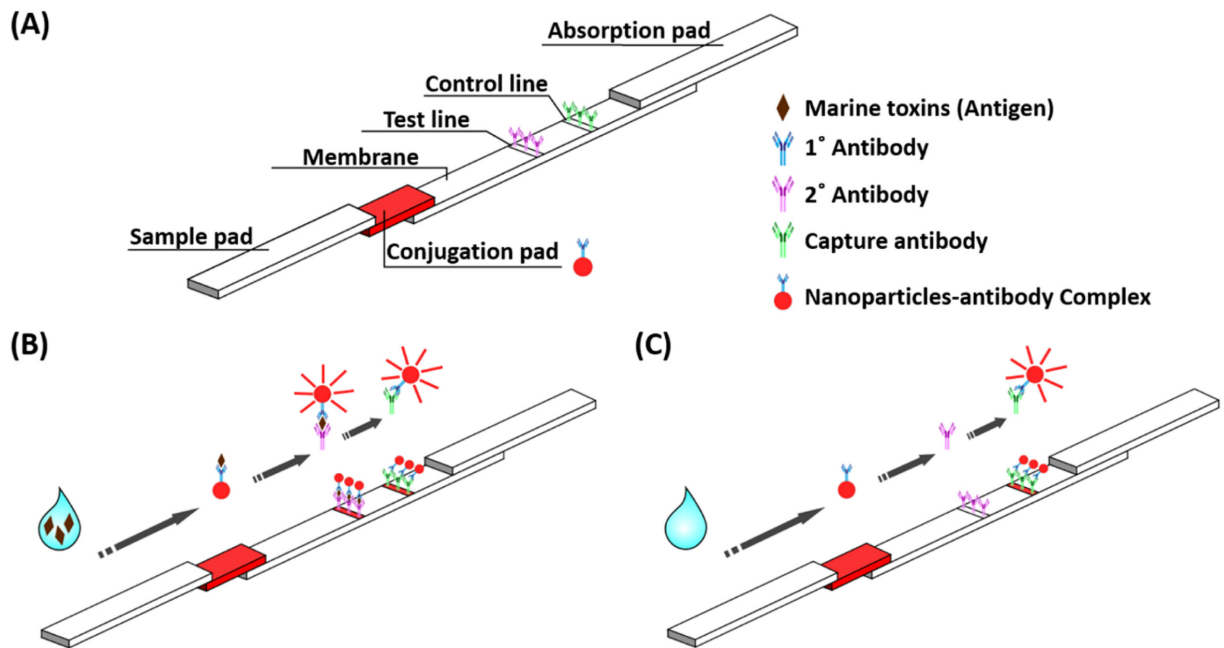 (A)
Absorption pad
Control line
Test line
Membrane
Sample pad
Conjugation pad
Marine toxins (Antigen)
1° Antibody
2° Antibody
Capture antibody
Nanoparticles-antibody Complex
(B)
(C)